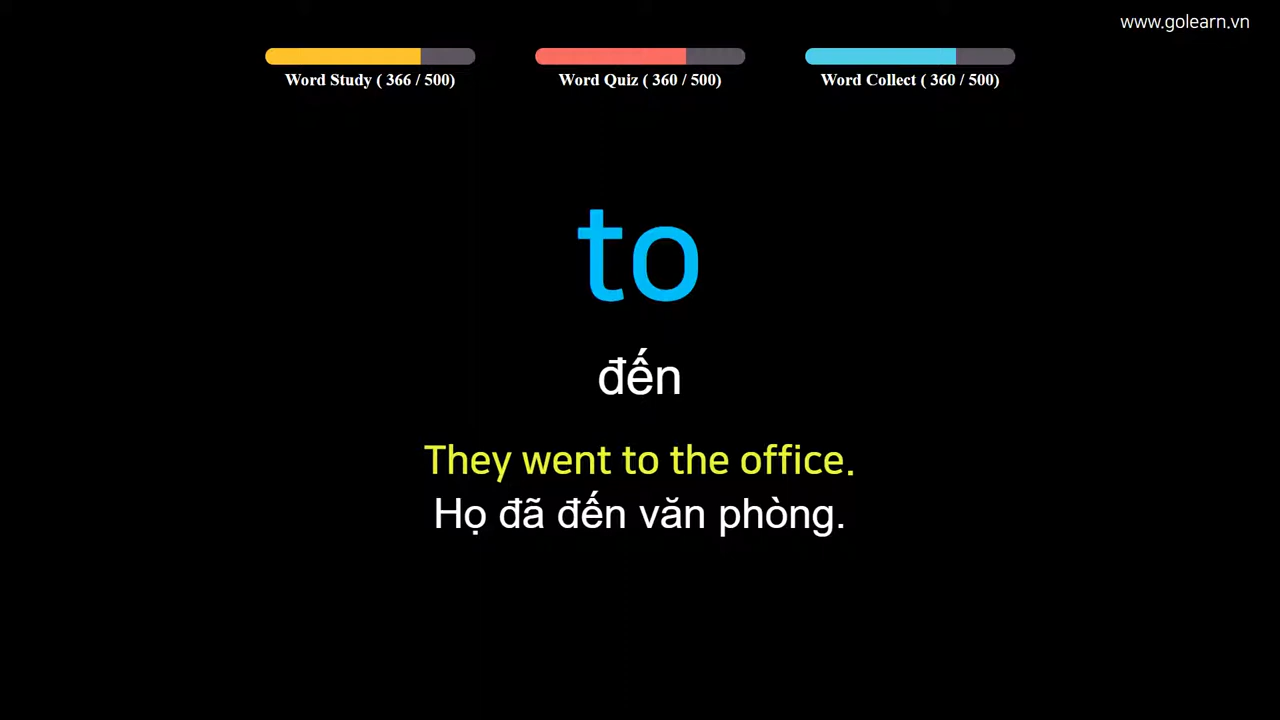 www.golearn.vn
Word Study ( 366 / 500)
Word Quiz ( 360 / 500)
Word Collect ( 360 / 500)
to
đến
They went to the office.
Họ đã đến văn phòng.